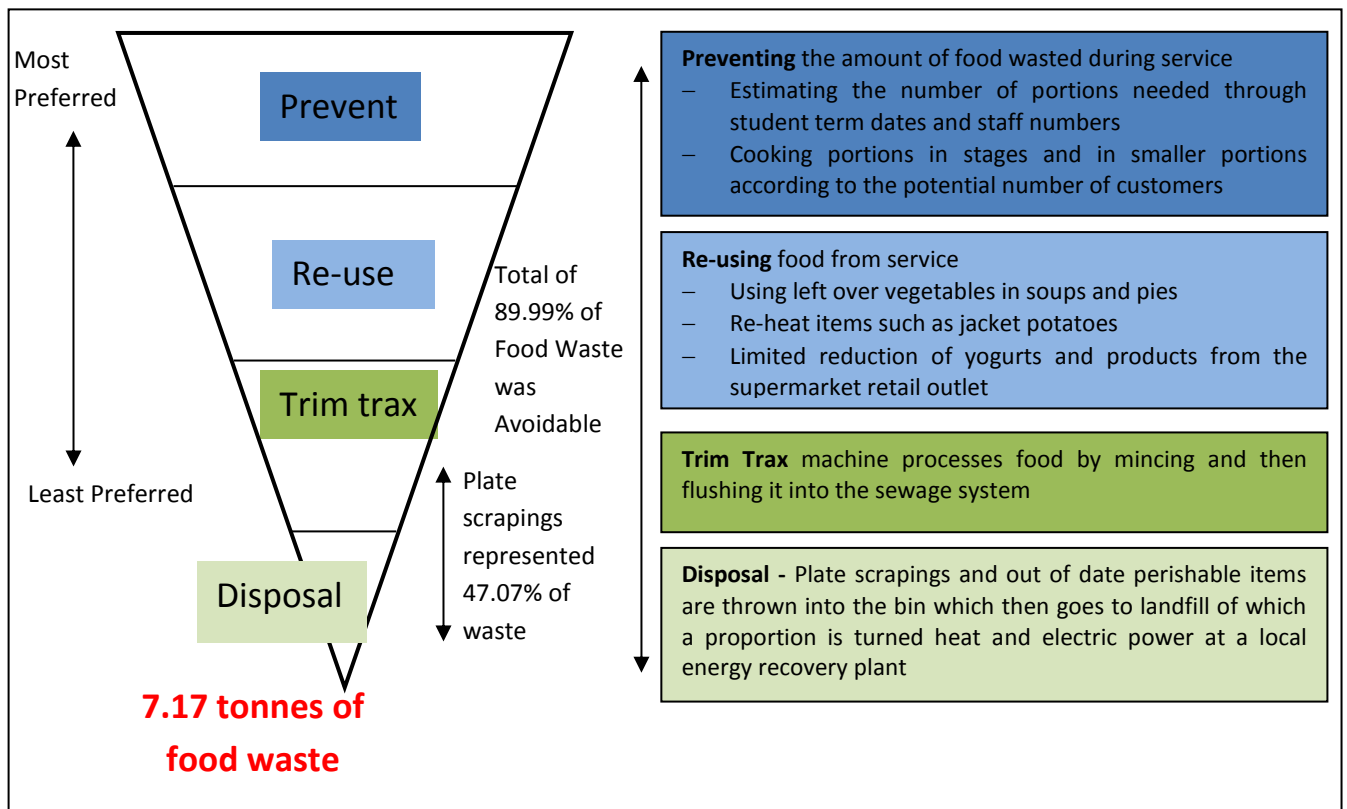 Most
Preferred
Least Preferred
Prevent
Re-use
Trim trax
Disposal
Total of
89.99% of
Food Waste
was
Avoidable
Plate
scrapings
represented
47.07% of
waste
7.17 tonnes of
food waste
Preventing the amount of food wasted during service
– Estimating the number of portions needed through
student term dates and staff numbers
– Cooking portions in stages and in smaller portions
according to the potential number of customers
Re-using food from service
– Using left over vegetables in soups and pies
– Re-heat items such as jacket potatoes
– Limited reduction of yogurts and products from the
supermarket retail outlet
Trim Trax machine processes food by mincing and then
flushing it into the sewage system
Disposal - Plate scrapings and out of date perishable items
are thrown into the bin which then goes to landfill of which
a proportion is turned heat and electric power at a local
energy recovery plant